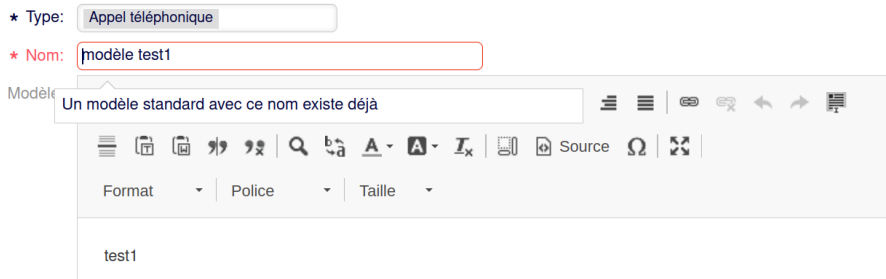 * Type: Appel téléphonique
* Nom: modèle test1
Modèle
Un modèle standard avec ce nom existe déjà
Source
Format Police Taille
test1